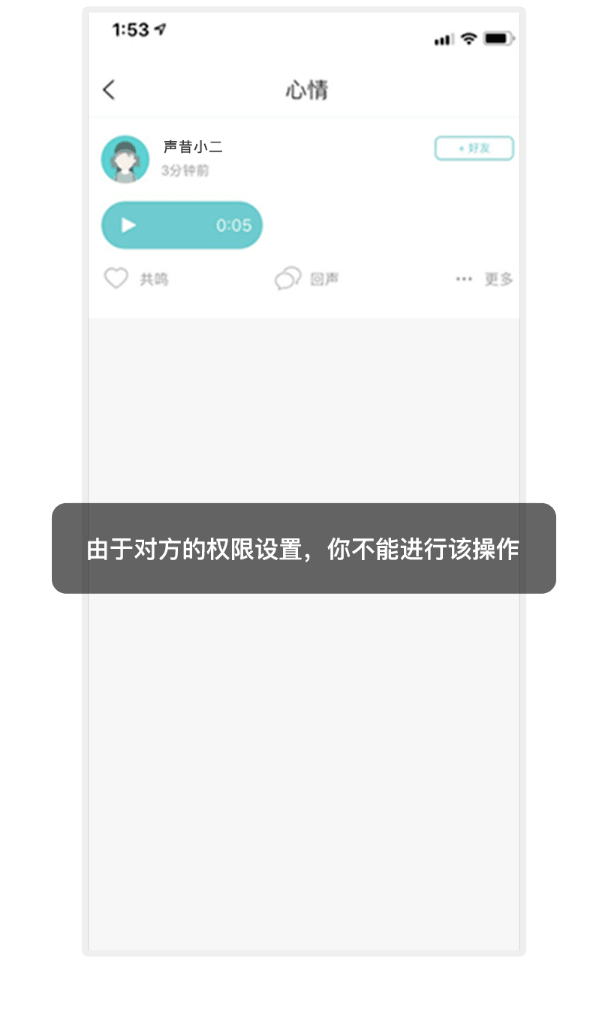 1:53
心情
声昔小二
+ 好友
3分钟前
0:05
共鸣
回声
··· 更多
由于对方的权限设置，你不能进行该操作